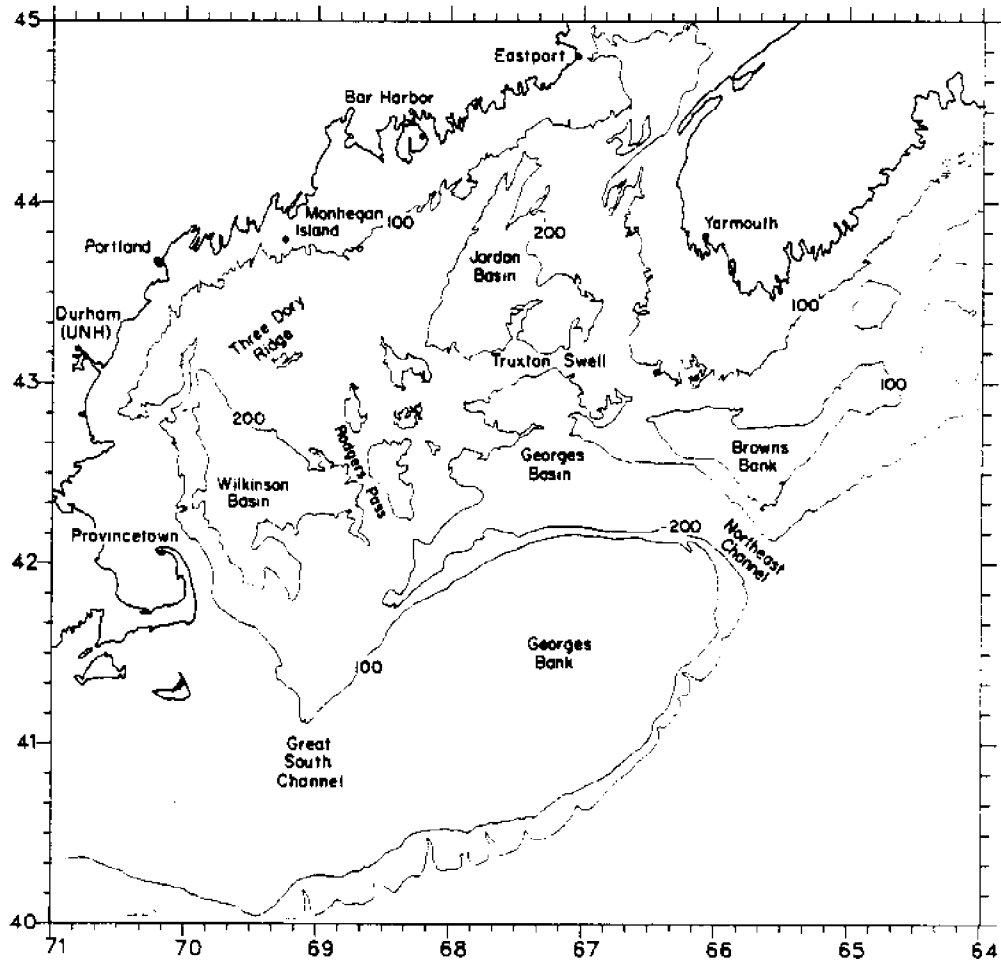 45
Eastport
Bar Harbor
44
Monhegan
Island
100
200
Yarmouth
Portland
Jordan
Basin
100
Durham
(UNH)
Three Dory
Ridge
Truxton Swell
43
100
200
Rodgers Pass
Georges
Basin
Browns
Bank
Wilkinson
Basin
Provincetown
200
Northeast
Channel
42
Georges
Bank
100
41
Great
South
Channel
40
71
70
69
68
67
66
65
64